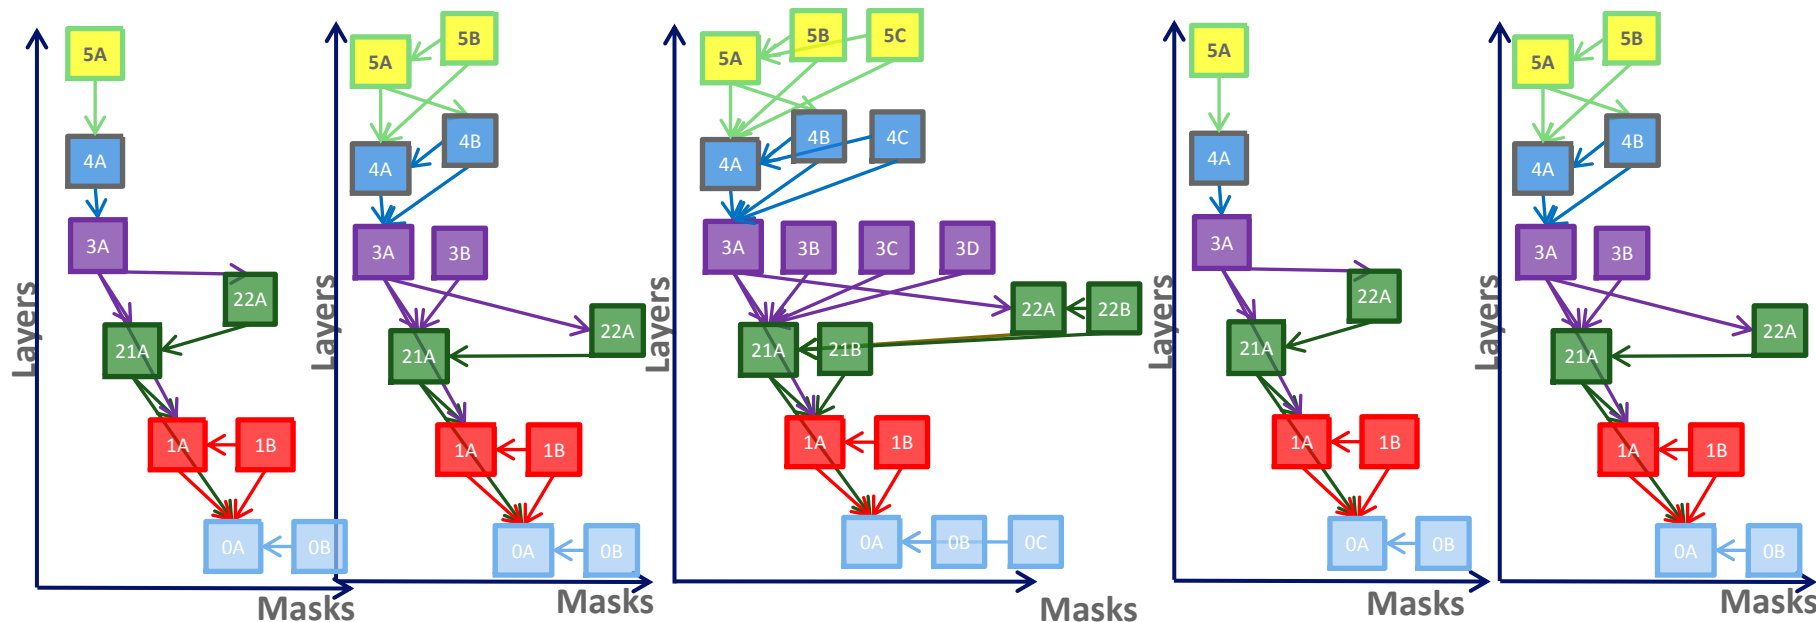 5A
4A
3A
22A
21A
1A 1B
0A 0B
Layers
Masks
5B
5A
4B
4A
3A 3B
22A
21A
1A 1B
0A 0B
Layers
Masks
5B 5C
5A
4B 4C
4A
3A 3B 3C 3D
22A 22B
21A 21B
1A 1B
0A 0B 0C
Layers
Masks
5A
4A
3A
22A
21A
1A 1B
0A 0B
Layers
Masks
5B
5A
4B
4A
3A 3B
22A
21A
1A 1B
0A 0B
Layers
Masks